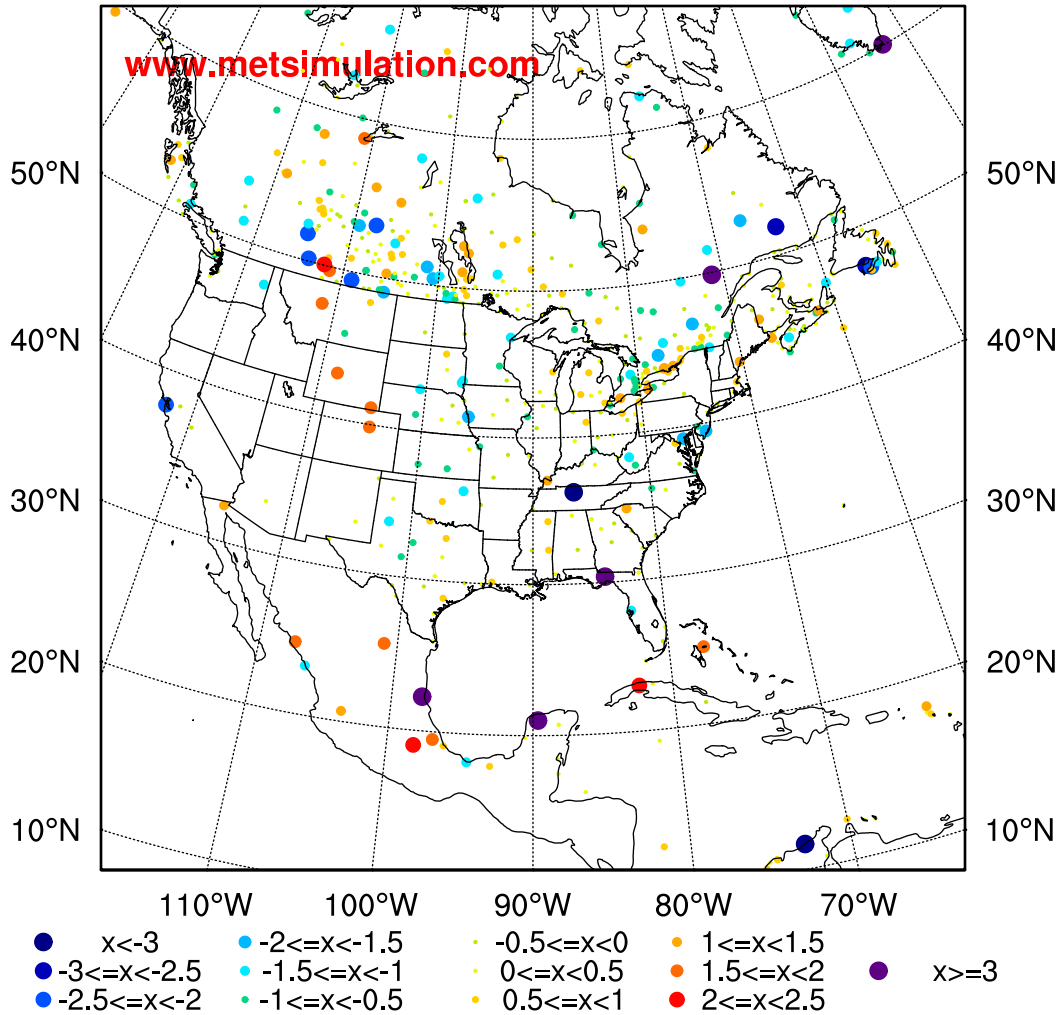 www.metsimulation.com
50°N 50°N
40°N 40°N
30°N 30°N
20°N 20°N
10°N 10°N
110°W 100°W 90°W 80°W 70°W
x<-3 -2<=x<-1.5 -0.5<=x<0 1<=x<1.5
-3<=x<-2.5 -1.5<=x<-1 0<=x<0.5 1.5<=x<2 x>=3
-2.5<=x<-2 -1<=x<-0.5 0.5<=x<1 2<=x<2.5